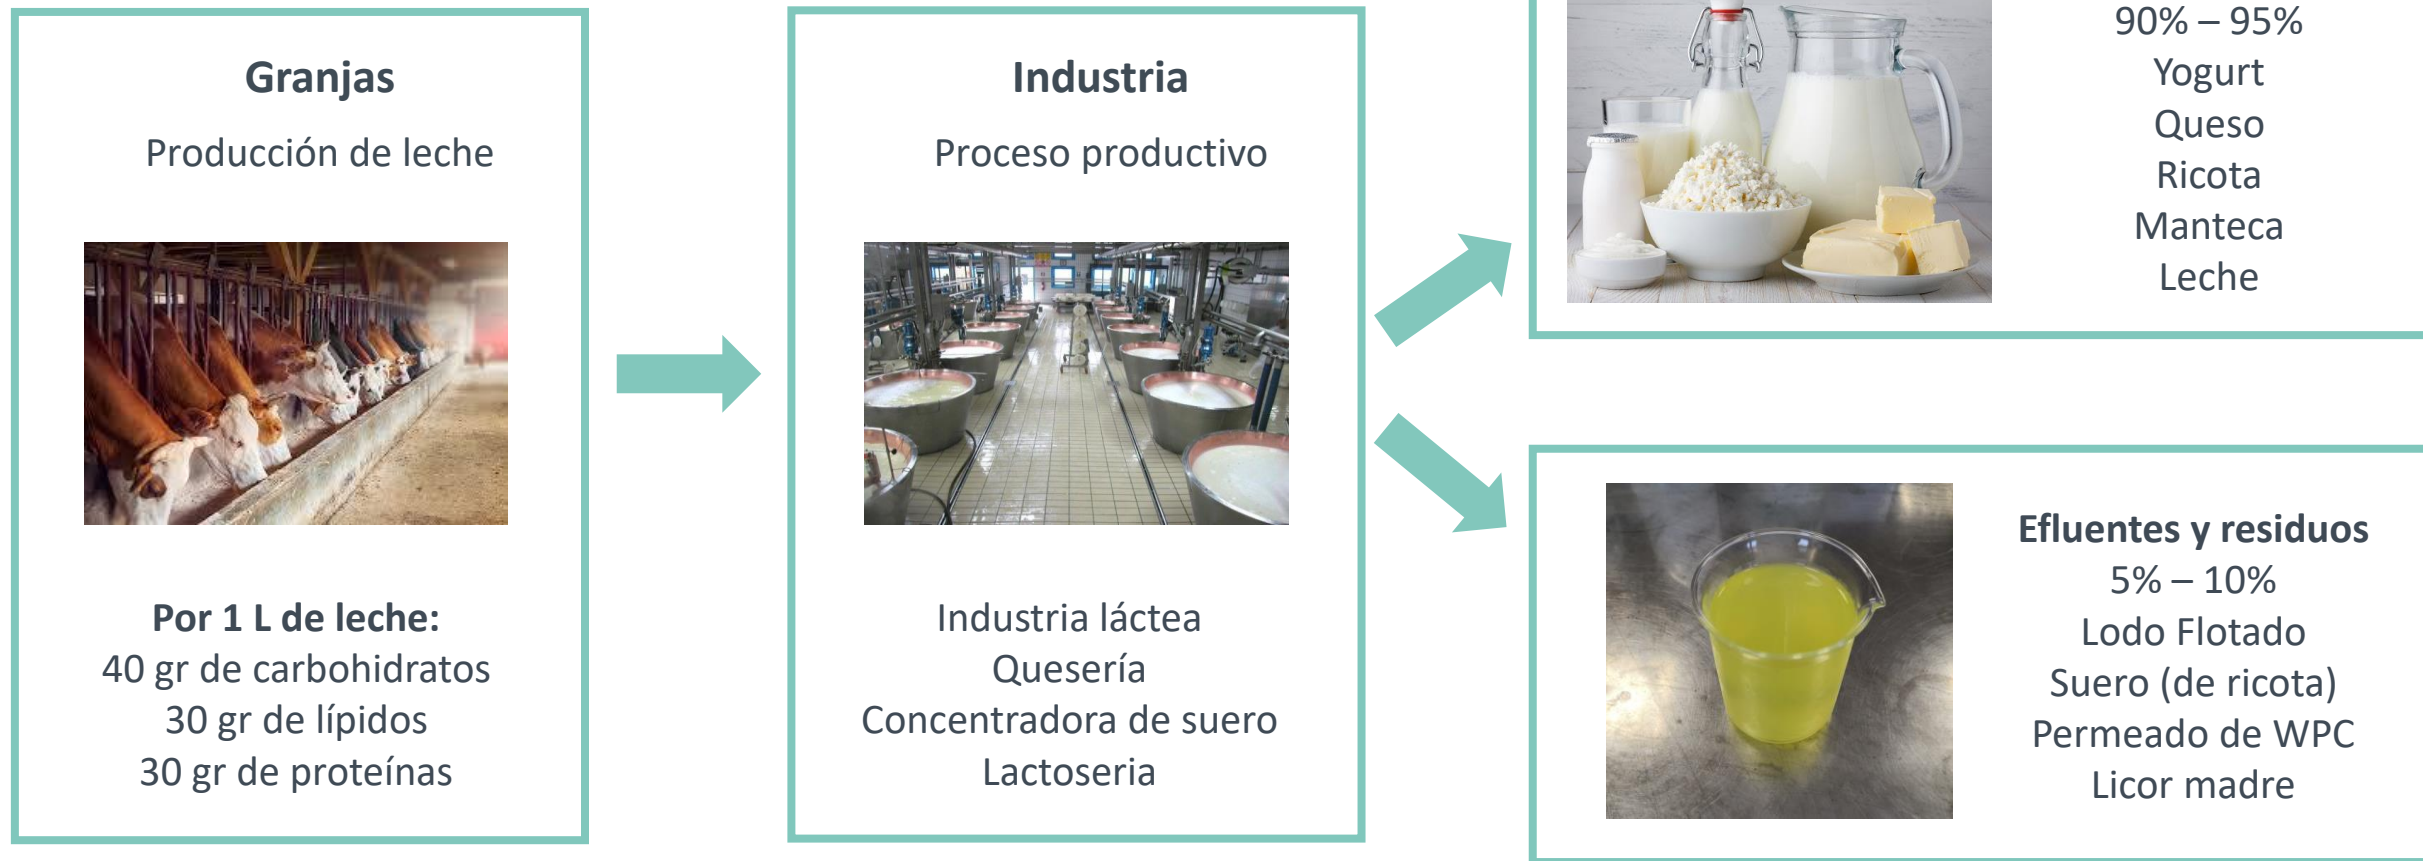 Granjas
Producción de leche
Por 1 L de leche:
40 gr de carbohidratos
30 gr de lípidos
30 gr de proteínas
Industria
Proceso productivo
Industria láctea
Quesería
Concentradora de suero
Lactoseria
90% – 95%
Yogurt
Queso
Ricota
Manteca
Leche
Efluentes y residuos
5% – 10%
Lodo Flotado
Suero (de ricota)
Permeado de WPC
Licor madre